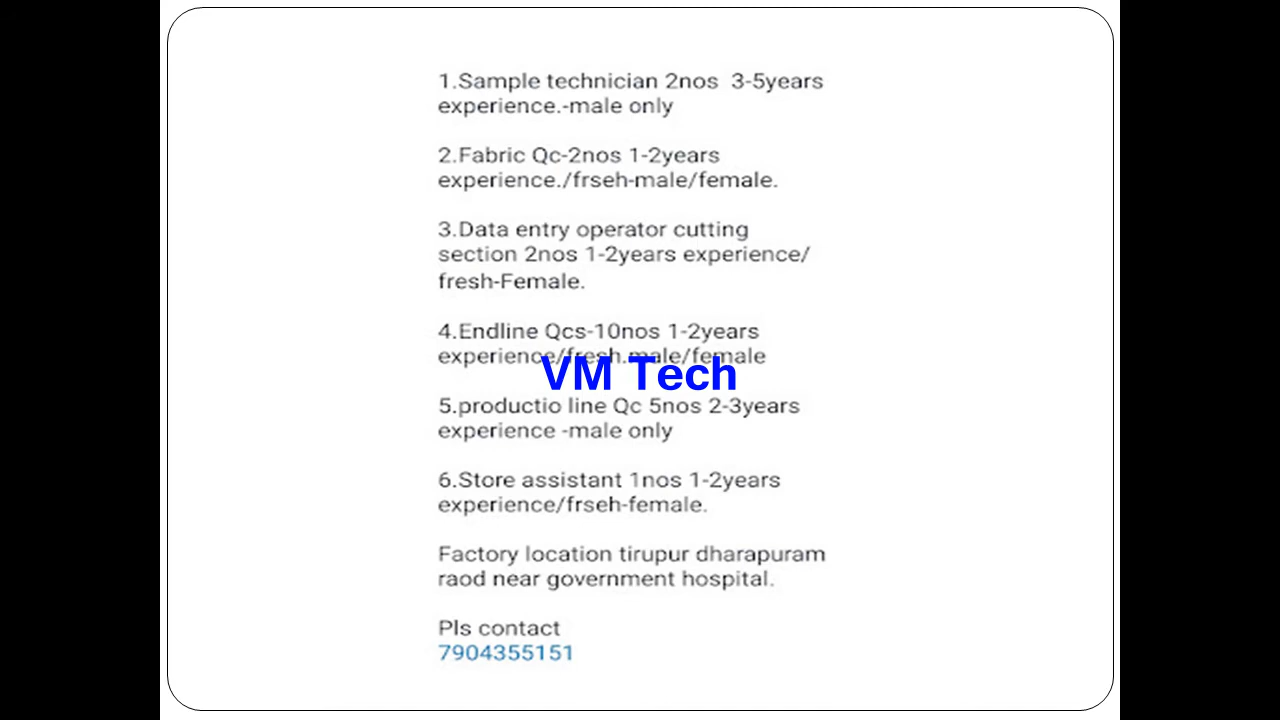 1.Sample technician 2nos  3-5years
experience.-male only
2.Fabric Qc-2nos 1-2years
experience./frseh-male/female.
3.Data entry operator cutting
section 2nos 1-2years experience/
fresh-Female.
4.Endline Qcs-10nos 1-2years
experience/fresh.male/female
VM Tech
5.productio line Qc 5nos 2-3years
experience -male only
6.Store assistant 1nos 1-2years
experience/frseh-female.
Factory location tirupur dharapuram
raod near government hospital.
Pls contact
7904355151